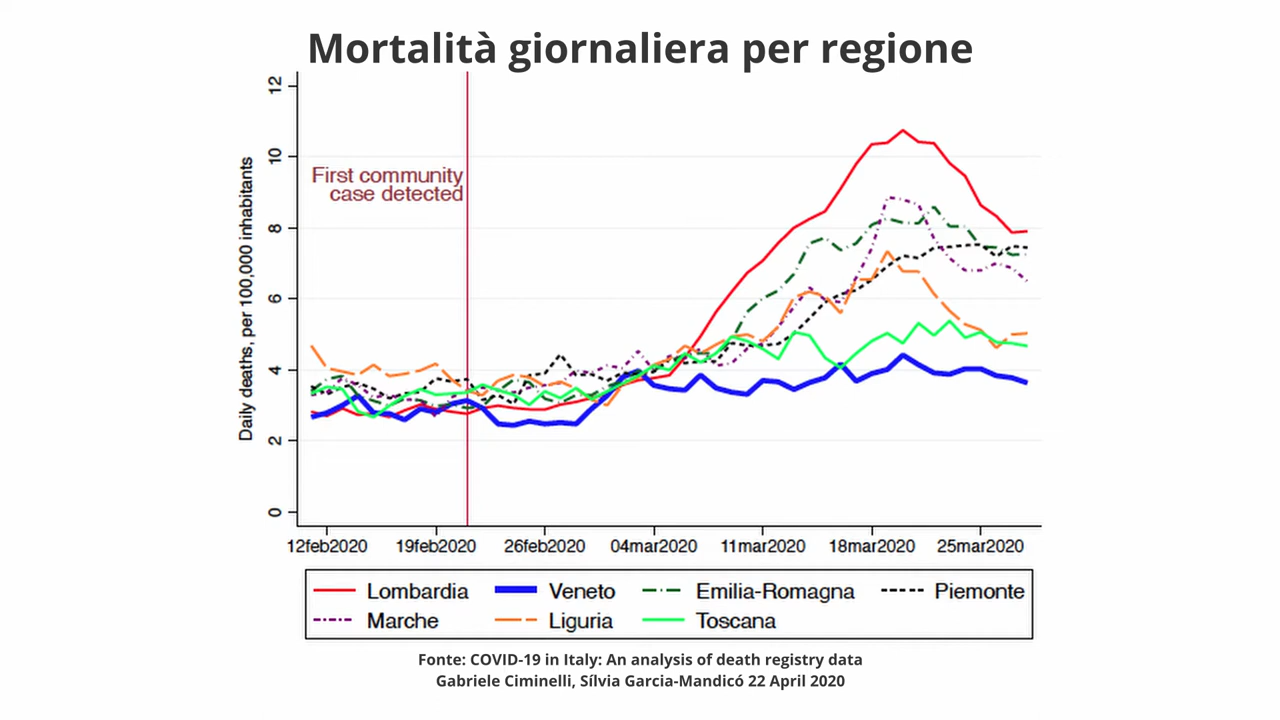 Mortalità giornaliera per regione
Daily deaths, per 100,000 inhabitants
12
10
8
6
4
2
0
First community
case detected
12feb2020 19feb2020 26feb2020 04mar2020 11mar2020 18mar2020 25mar2020
Lombardia Veneto Emilia-Romagna Piemonte
Marche Liguria Toscana
Fonte: COVID-19 in Italy: An analysis of death registry data
Gabriele Ciminelli, Sílvia Garcia-Mandicó 22 April 2020